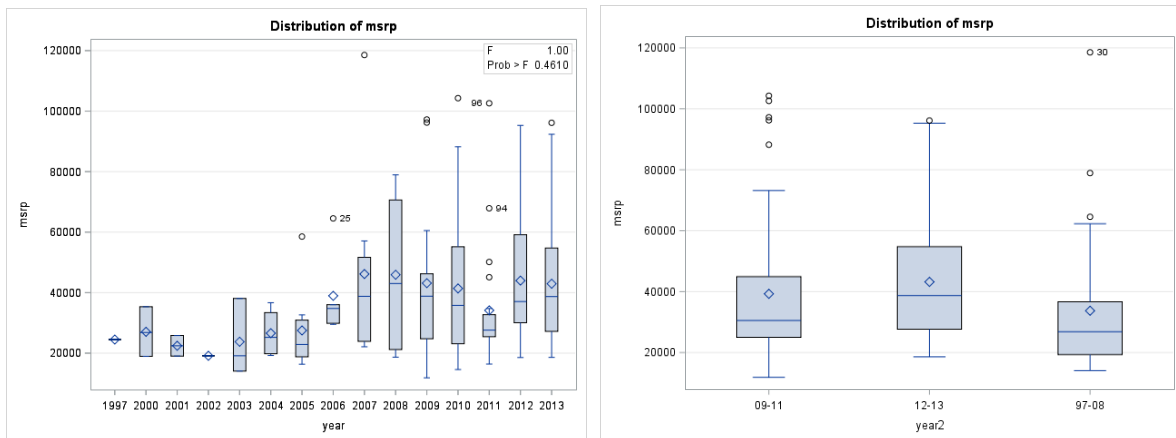 Distribution of msrp
F 1.00
Prob > F 0.4610
120000
100000
80000
60000
40000
20000
msrp
96
94
25
1997 2000 2001 2002 2003 2004 2005 2006 2007 2008 2009 2010 2011 2012 2013
year
Distribution of msrp
120000
100000
80000
60000
40000
20000
msrp
30
09-11 12-13 97-08
year2